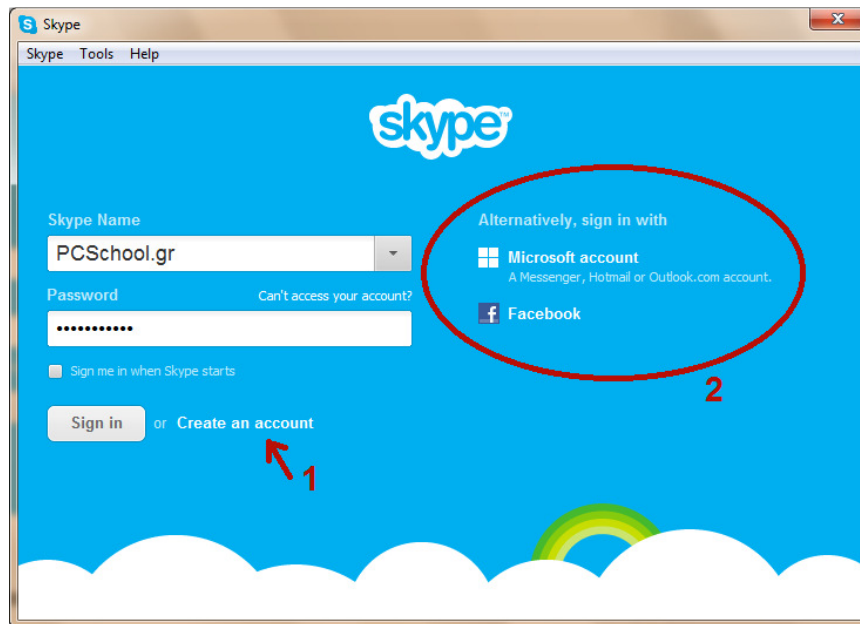 Skype
Skype Tools Help
skype™
Skype Name
PCSchool.gr
Password Can't access your account?
•••••••••••
Sign me in when Skype starts
Sign in or Create an account
1
Alternatively, sign in with
Microsoft account
A Messenger, Hotmail or Outlook.com account.
Facebook
2